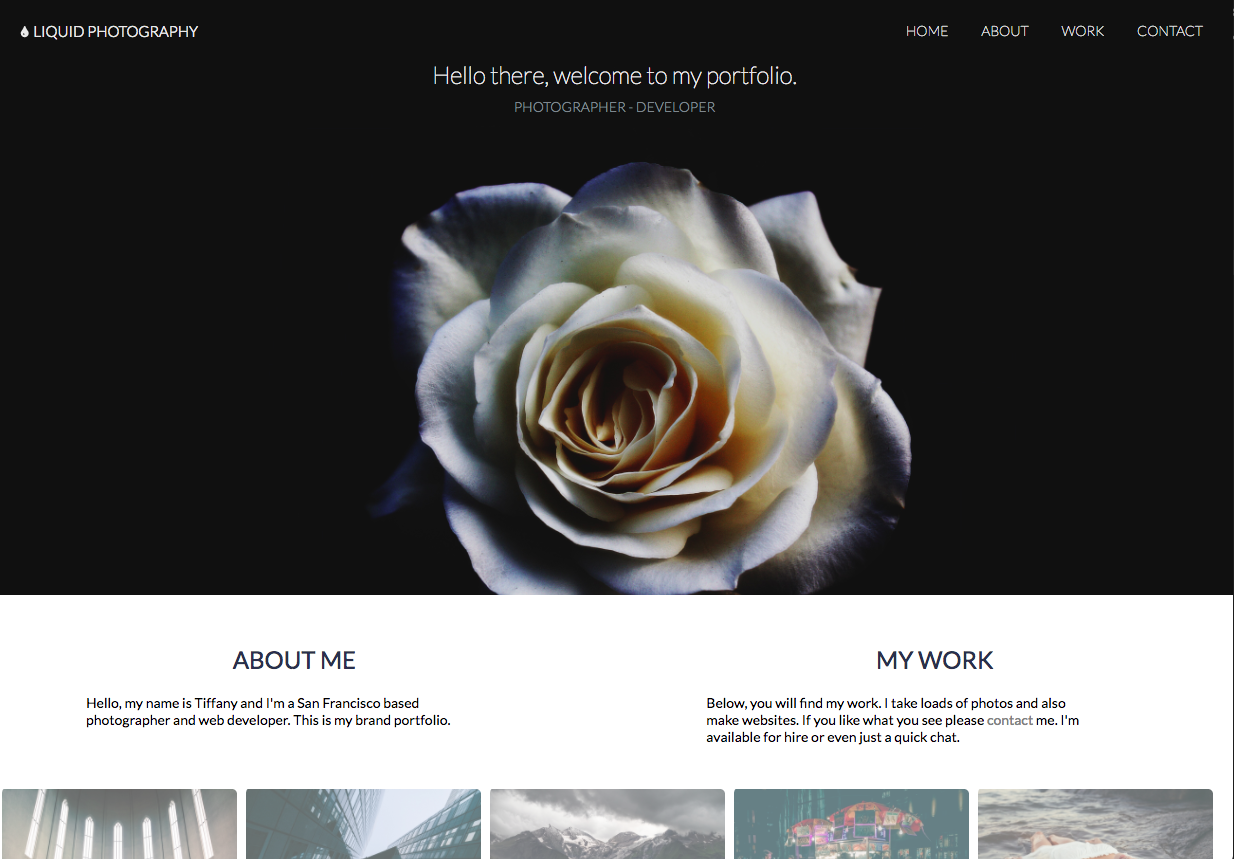 LIQUID PHOTOGRAPHY
HOME
ABOUT
WORK
CONTACT
Hello there, welcome to my portfolio.
PHOTOGRAPHER - DEVELOPER
ABOUT ME
Hello, my name is Tiffany and I'm a San Francisco based
photographer and web developer. This is my brand portfolio.
MY WORK
Below, you will find my work. I take loads of photos and also
make websites. If you like what you see please contact me. I'm
available for hire or even just a quick chat.